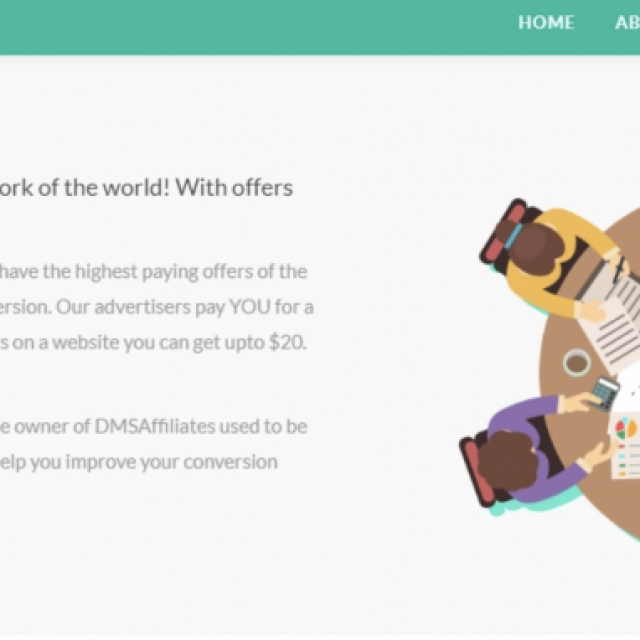 HOME AB
ork of the world! With offers
have the highest paying offers of the
ersion. Our advertisers pay YOU for a
s on a website you can get upto $20.
e owner of DMSAffiliates used to be
elp you improve your conversion